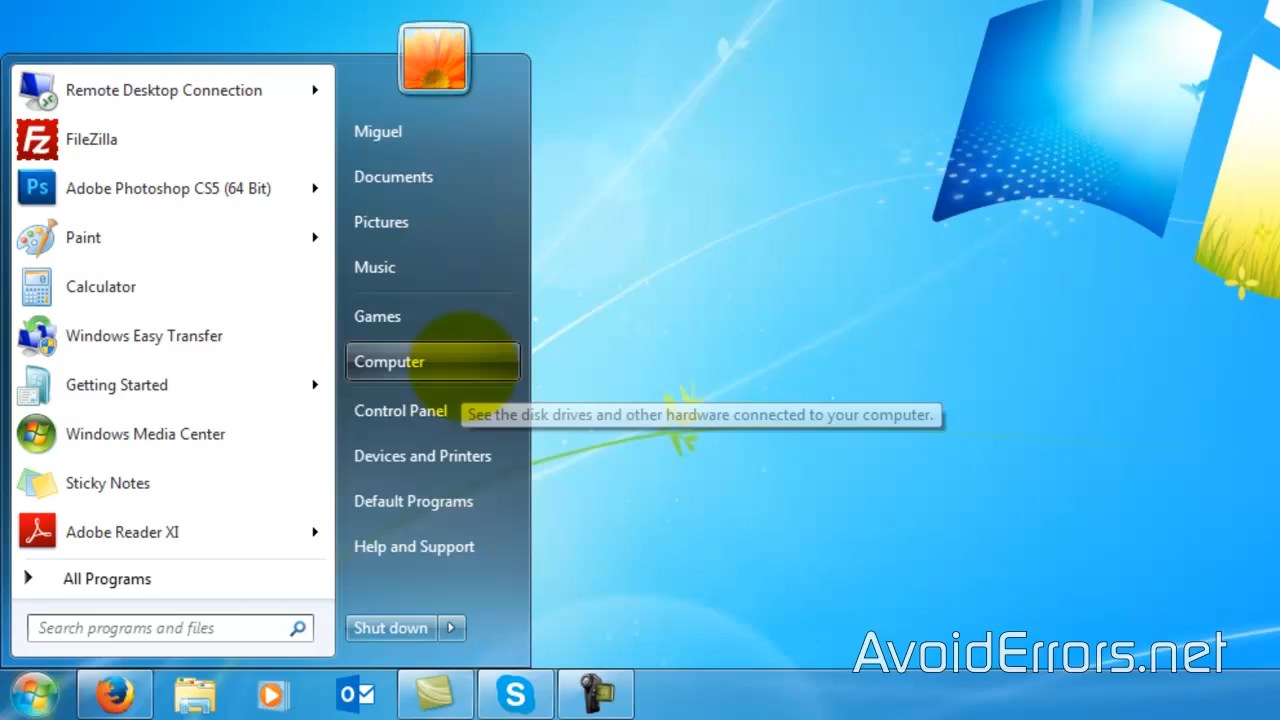 Remote Desktop Connection
FileZilla
Ps
Adobe Photoshop CS5 (64 Bit)
Paint
Calculator
Windows Easy Transfer
Getting Started
Windows Media Center
Sticky Notes
Adobe Reader XI
All Programs
Search programs and files
Miguel
Documents
Pictures
Music
Games
Computer
See the disk drives and other hardware connected to your computer.
Control Panel
Devices and Printers
Default Programs
Help and Support
Shut down
AvoidErrors.net